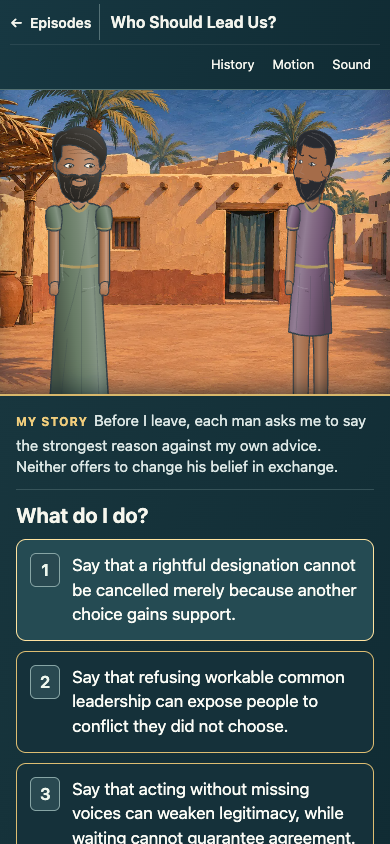 ← Episodes
Who Should Lead Us?
History Motion Sound
MY STORY Before I leave, each man asks me to say
the strongest reason against my own advice.
Neither offers to change his belief in exchange.
What do I do?
1
Say that a rightful designation cannot
be cancelled merely because another
choice gains support.
2
Say that refusing workable common
leadership can expose people to
conflict they did not choose.
3
Say that acting without missing
voices can weaken legitimacy, while
waiting cannot guarantee agreement.